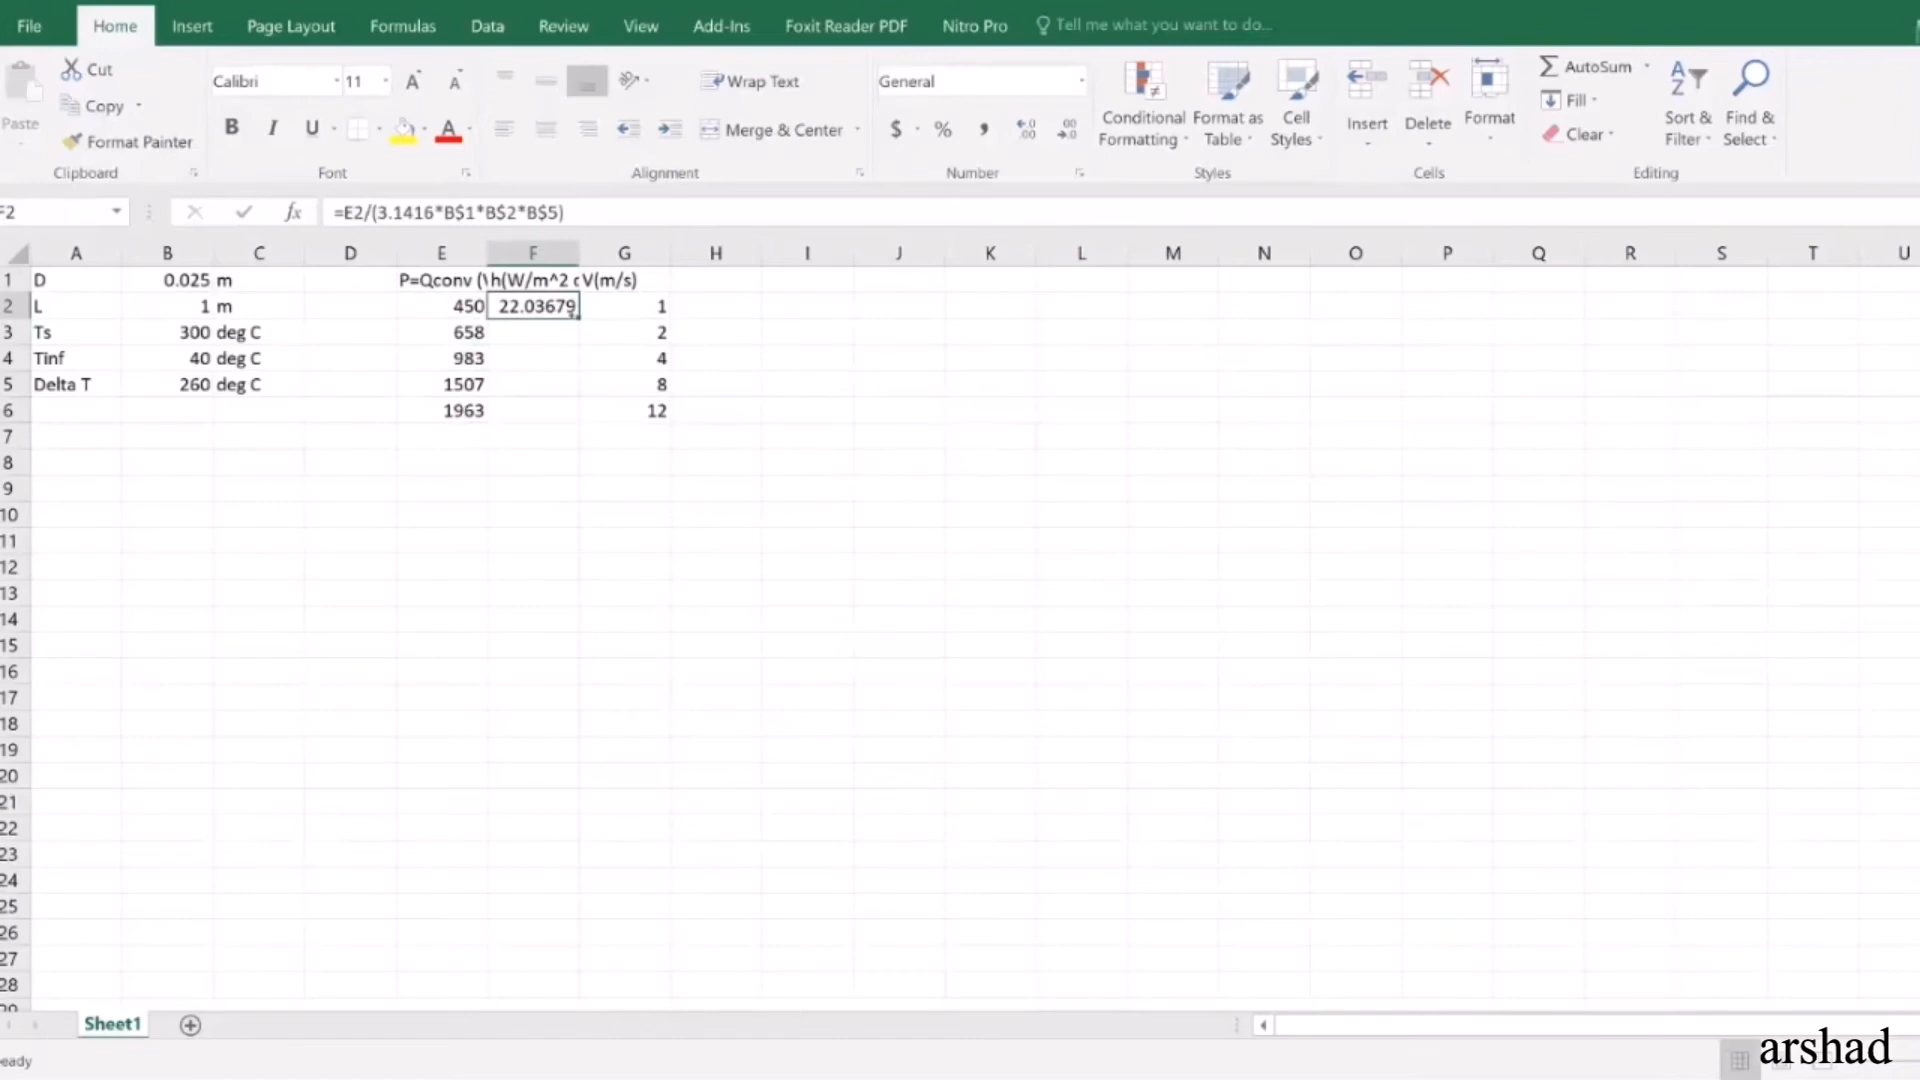 File Home Insert Page Layout Formulas Data Review View Add-Ins Foxit Reader PDF Nitro Pro Tell me what you want to do...
Cut
Copy
Format Painter
Paste
Clipboard
Calibri 11
B I U
Font
Wrap Text
Merge & Center
Alignment
General
$ % ,
Number
Conditional Formatting
Format as Table
Cell Styles
Styles
Insert Delete Format
Cells
AutoSum
Fill
Clear
Sort & Filter
Find & Select
Editing
F2 fx =E2/(3.1416*B$1*B$2*B$5)
A B C D E F G H I J K L M N O P Q R S T U
1 D 0.025 m P=Qconv (\ h(W/m^2 c V(m/s)
2 L 1 m 450 22.03679 1
3 Ts 300 deg C 658 2
4 Tinf 40 deg C 983 4
5 Delta T 260 deg C 1507 8
6 1963 12
7
8
9
10
11
12
13
14
15
16
17
18
19
20
21
22
23
24
25
26
27
28
29
Sheet1
eady
arshad